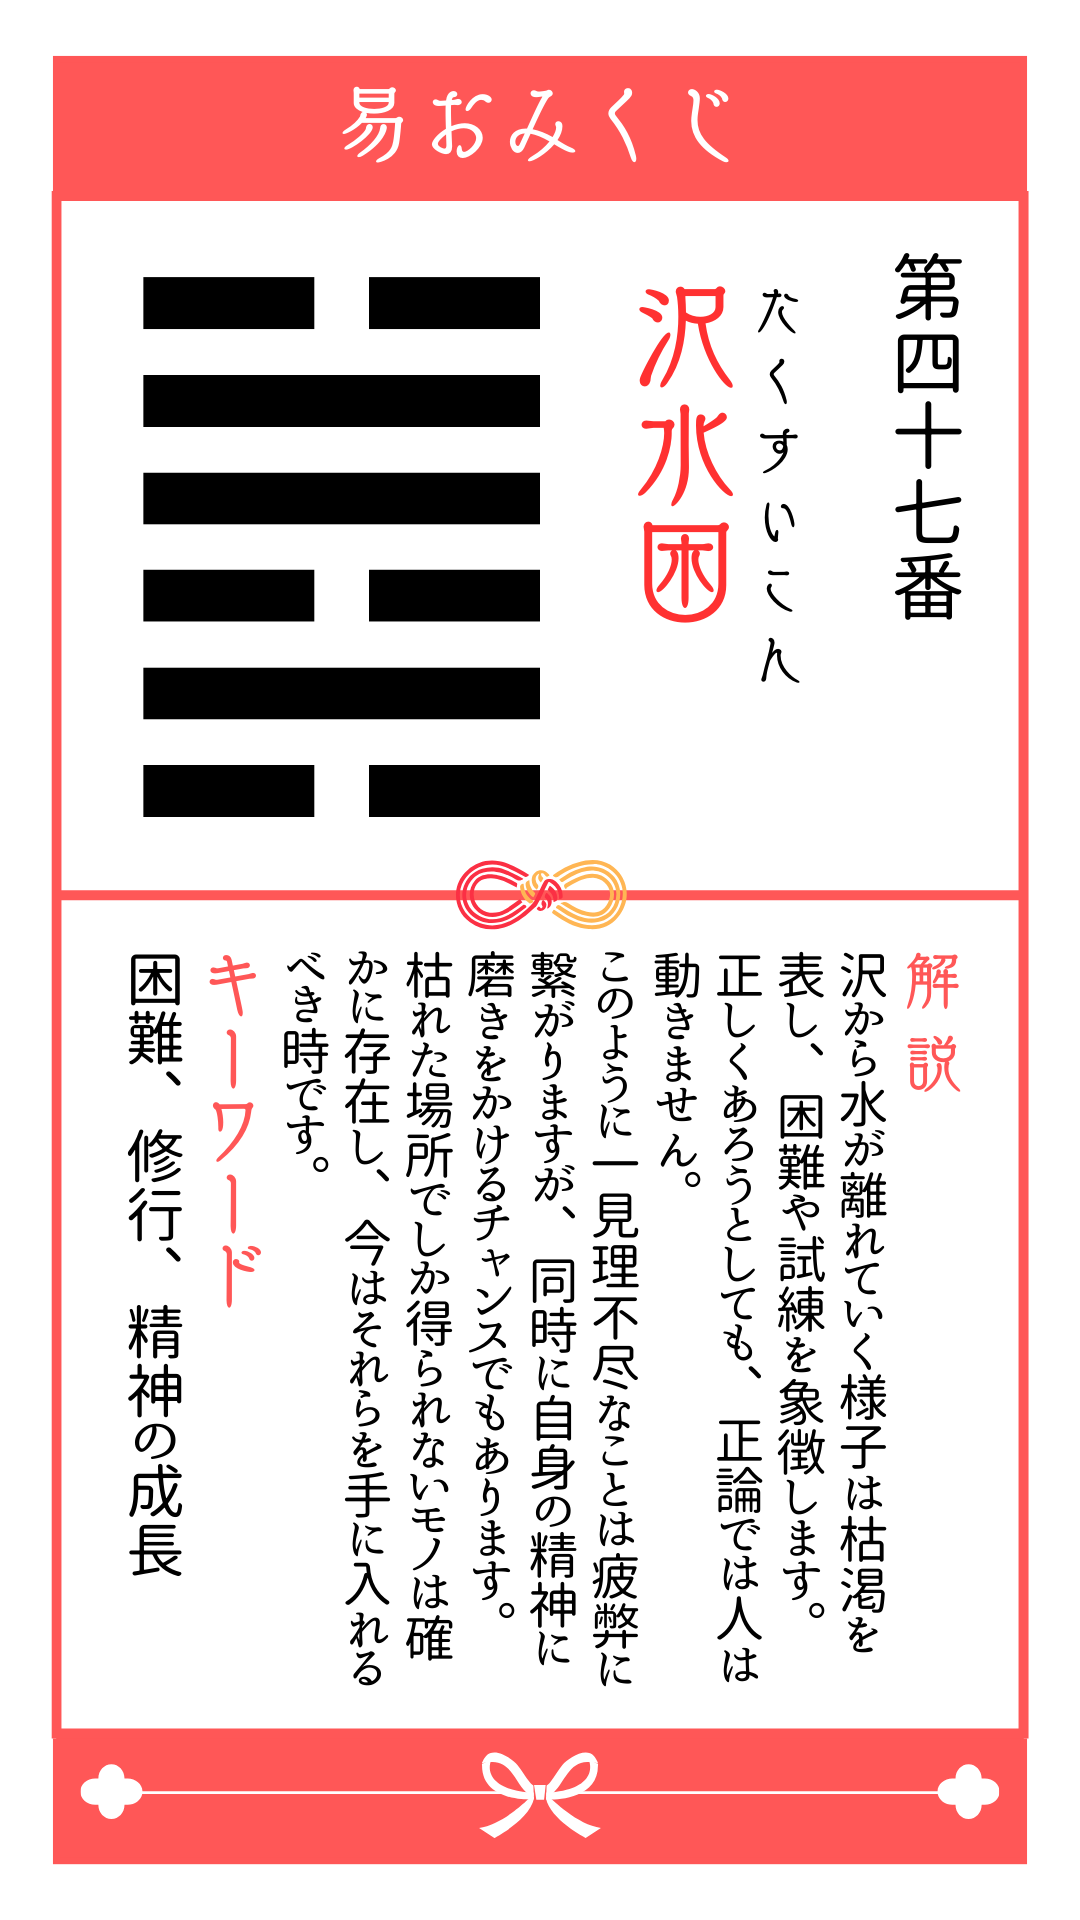 易おみくじ
第四十七番
たくすいこん
沢水困
解説
沢から水が離れていく様子は枯渇を
表し、困難や試練を象徴します。
正しくあろうとしても、正論では人は
動きません。
このように一見理不尽なことは疲弊に
繋がりますが、同時に自身の精神に
磨きをかけるチャンスでもあります。
枯れた場所でしか得られないモノは確
かに存在し、今はそれらを手に入れる
べき時です。
キーワード
困難、修行、精神の成長